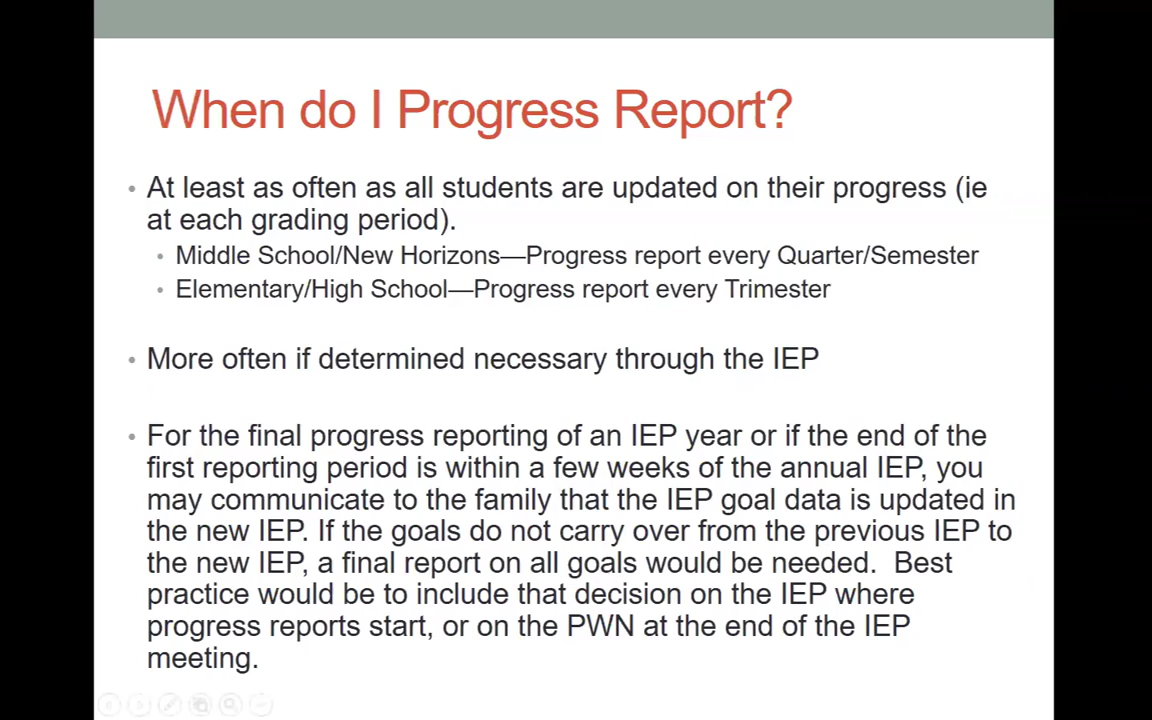 When do I Progress Report?
• At least as often as all students are updated on their progress (ie
at each grading period).
• Middle School/New Horizons—Progress report every Quarter/Semester
• Elementary/High School—Progress report every Trimester
• More often if determined necessary through the IEP
• For the final progress reporting of an IEP year or if the end of the
first reporting period is within a few weeks of the annual IEP, you
may communicate to the family that the IEP goal data is updated in
the new IEP. If the goals do not carry over from the previous IEP to
the new IEP, a final report on all goals would be needed.  Best
practice would be to include that decision on the IEP where
progress reports start, or on the PWN at the end of the IEP
meeting.